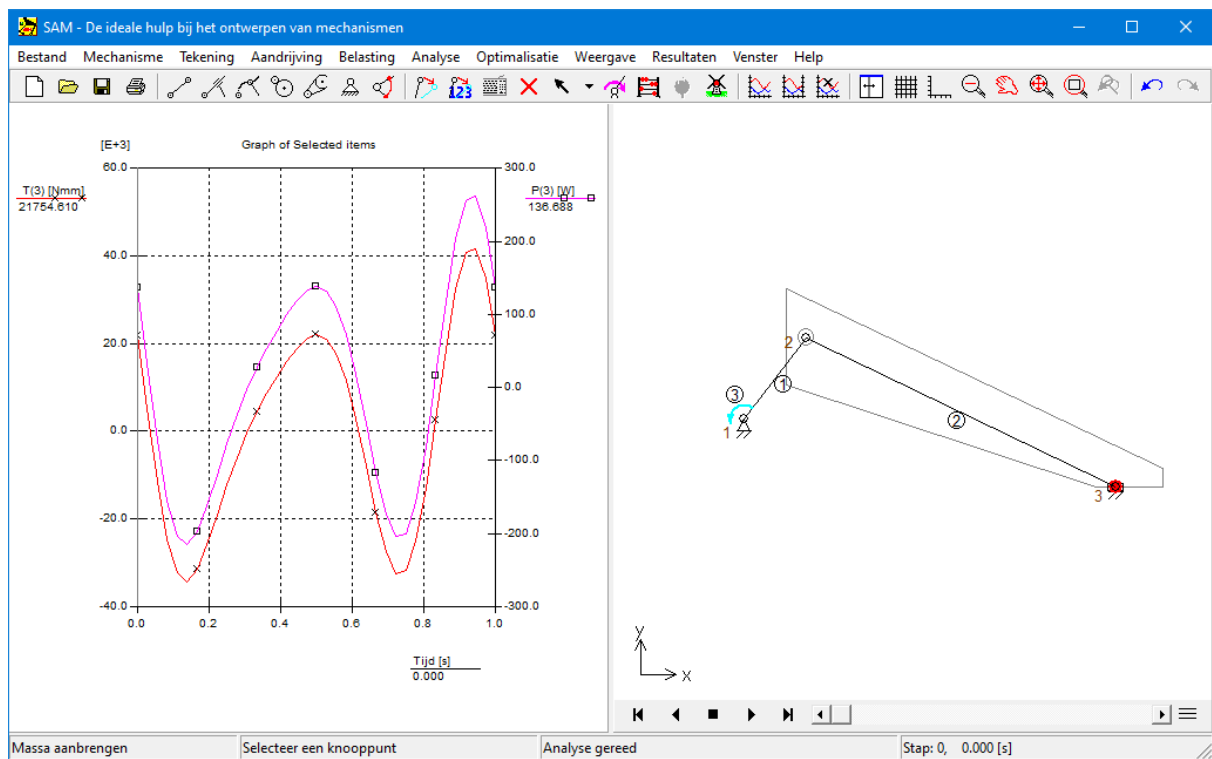 SAM - De ideale hulp bij het ontwerpen van mechanismen
Bestand Mechanisme Tekening Aandrijving Belasting Analyse Optimalisatie Weergave Resultaten Venster Help
123
[E+3] Graph of Selected items
60.0 300.0
T(3) [Nmm] P(3) [W]
21754.610 136.688
40.0 200.0
100.0
20.0
0.0
0.0
-100.0
-20.0
-200.0
-40.0 -300.0
0.0 0.2 0.4 0.6 0.8 1.0
Tijd [s]
0.000
2
1
3
2
1
3
y
x
Massa aanbrengen Selecteer een knooppunt Analyse gereed Stap: 0, 0.000 [s]